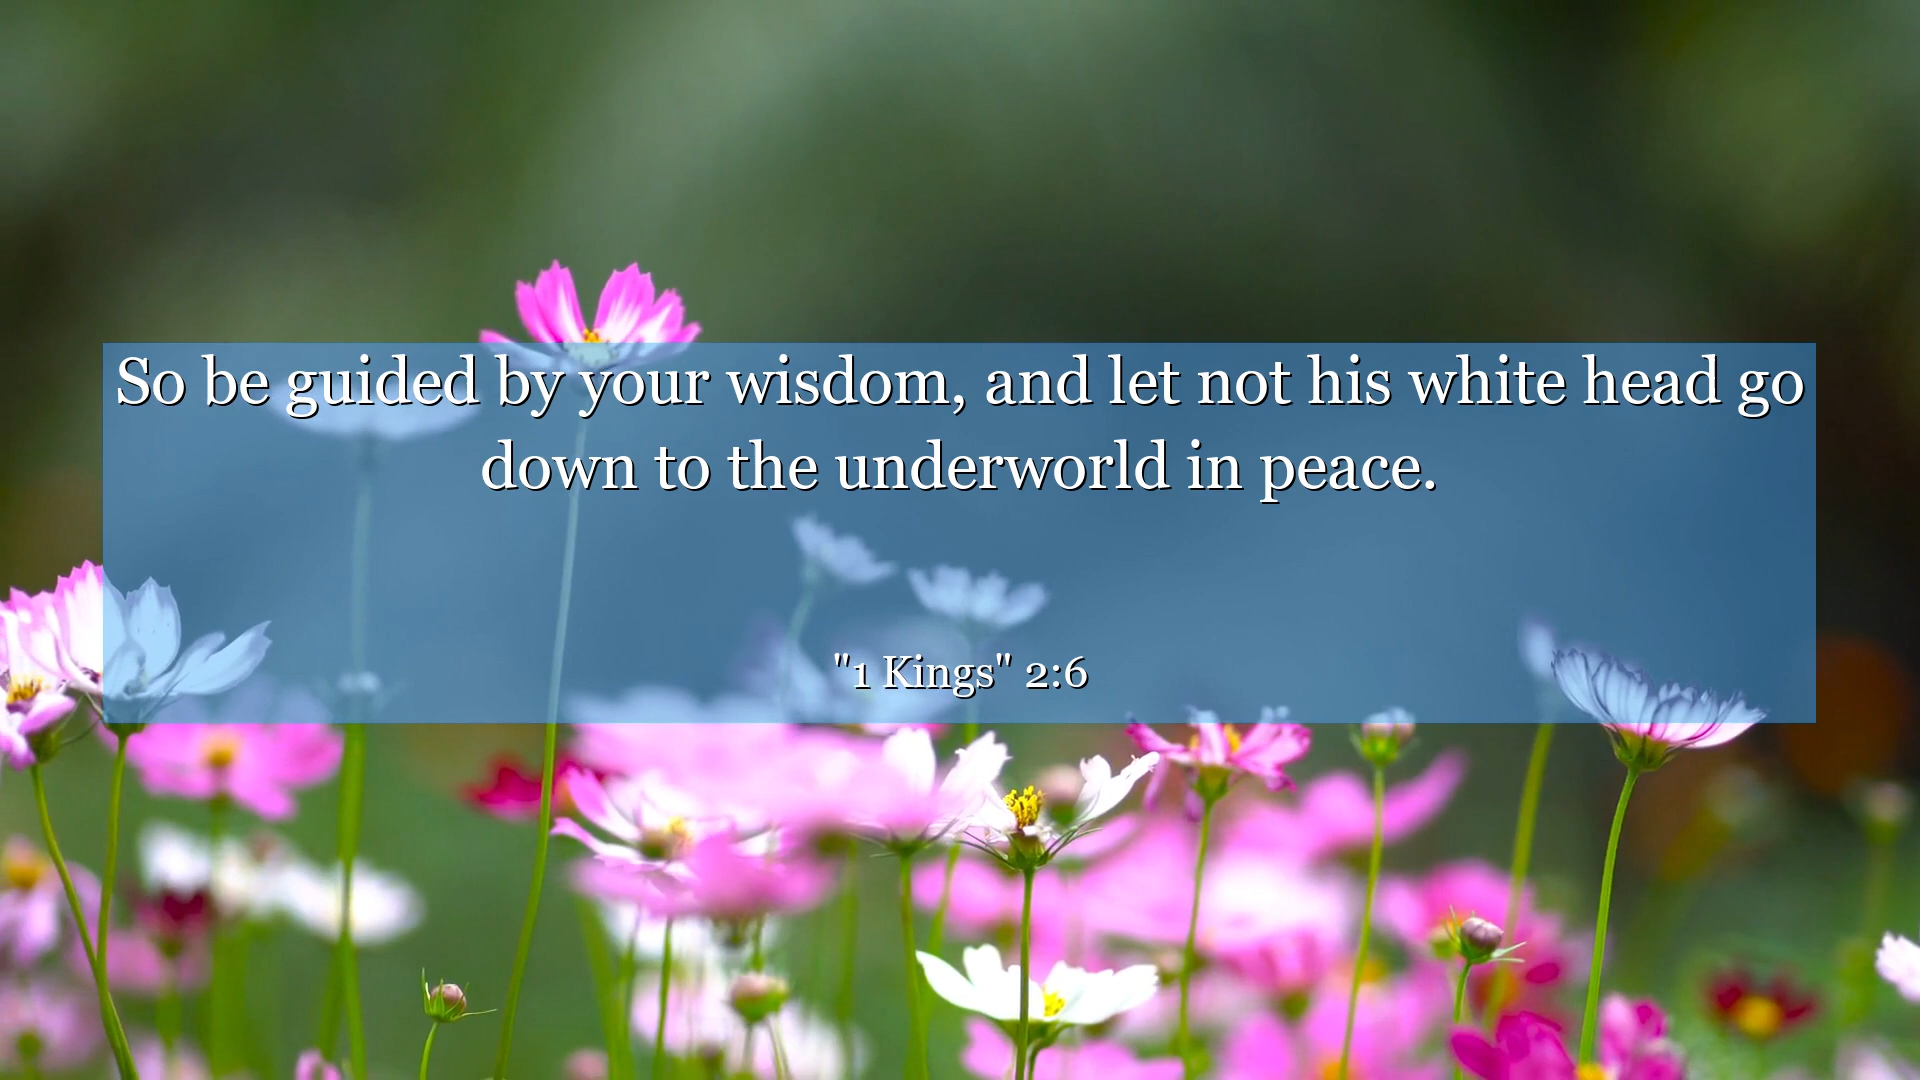 So be guided by your wisdom, and let not his white head go
down to the underworld in peace.
"1 Kings" 2:6